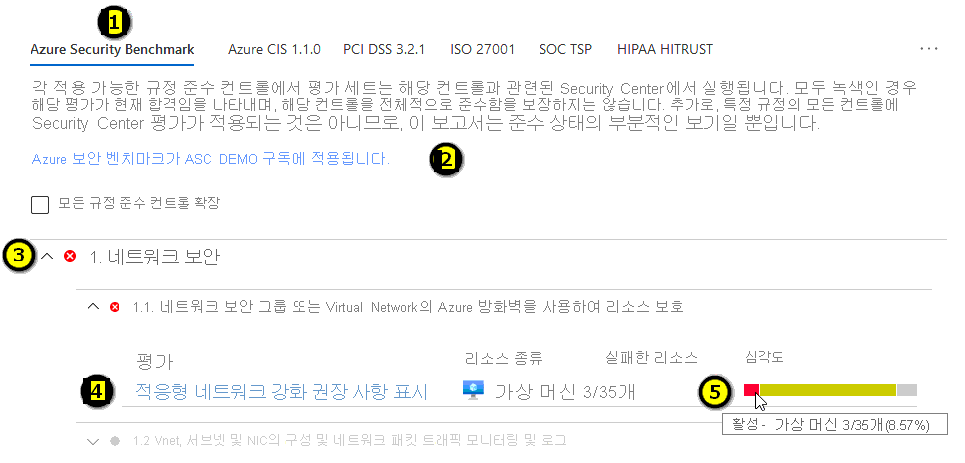 1
Azure Security Benchmark Azure CIS 1.1.0 PCI DSS 3.2.1 ISO 27001 SOC TSP HIPAA HITRUST ...
각 적용 가능한 규정 준수 컨트롤에서 평가 세트는 해당 컨트롤과 관련된 Security Center에서 실행됩니다. 모두 녹색인 경우
해당 평가가 현재 합격임을 나타내며, 해당 컨트롤을 전체적으로 준수함을 보장하지는 않습니다. 추가로, 특정 규정의 모든 컨트롤에
Security Center 평가가 적용되는 것은 아니므로, 이 보고서는 준수 상태의 부분적인 보기일 뿐입니다.
Azure 보안 벤치마크가 ASC DEMO 구독에 적용됩니다. 2
모든 규정 준수 컨트롤 확장
3 1. 네트워크 보안
1.1. 네트워크 보안 그룹 또는 Virtual Network의 Azure 방화벽을 사용하여 리소스 보호
평가 리소스 종류 실패한 리소스 심각도
4 적응형 네트워크 강화 권장 사항 표시 가상 머신 3/35개 5
활성 - 가상 머신 3/35개(8.57%)
1.2 Vnet, 서브넷 및 NIC의 구성 및 네트워크 패킷 트래픽 모니터링 및 로그